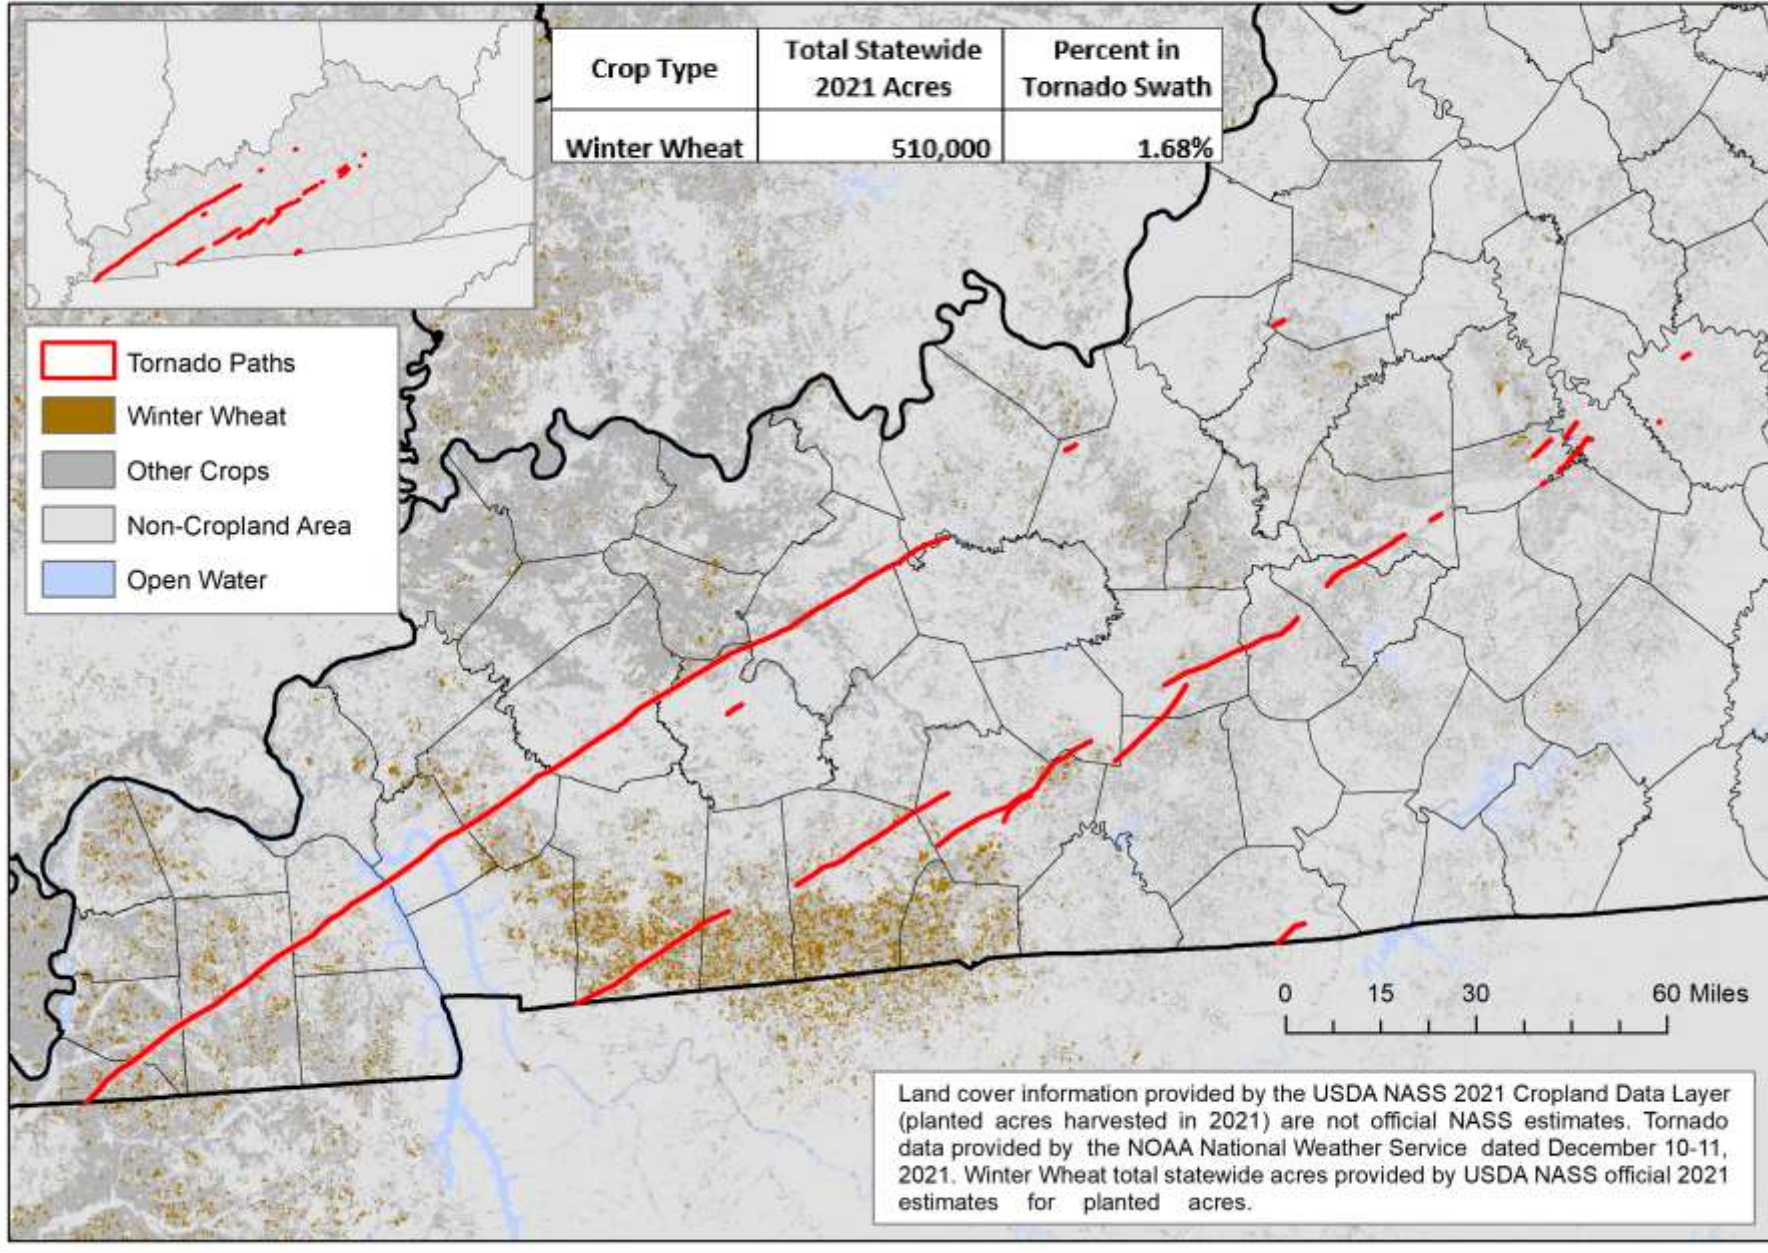 Crop Type
Total Statewide
2021 Acres
Percent in
Tornado Swath
Winter Wheat
510,000
1.68%
Tornado Paths
Winter Wheat
Other Crops
Non-Cropland Area
Open Water
0 15 30 60 Miles
Land cover information provided by the USDA NASS 2021 Cropland Data Layer
(planted acres harvested in 2021) are not official NASS estimates. Tornado
data provided by the NOAA National Weather Service dated December 10-11,
2021. Winter Wheat total statewide acres provided by USDA NASS official 2021
estimates for planted acres.